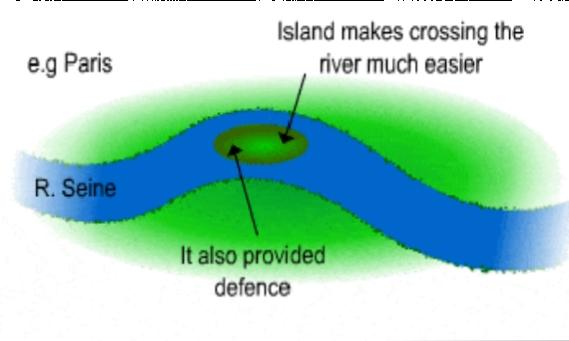 Island makes crossing the
river much easier
e.g Paris
R. Seine
It also provided
defence